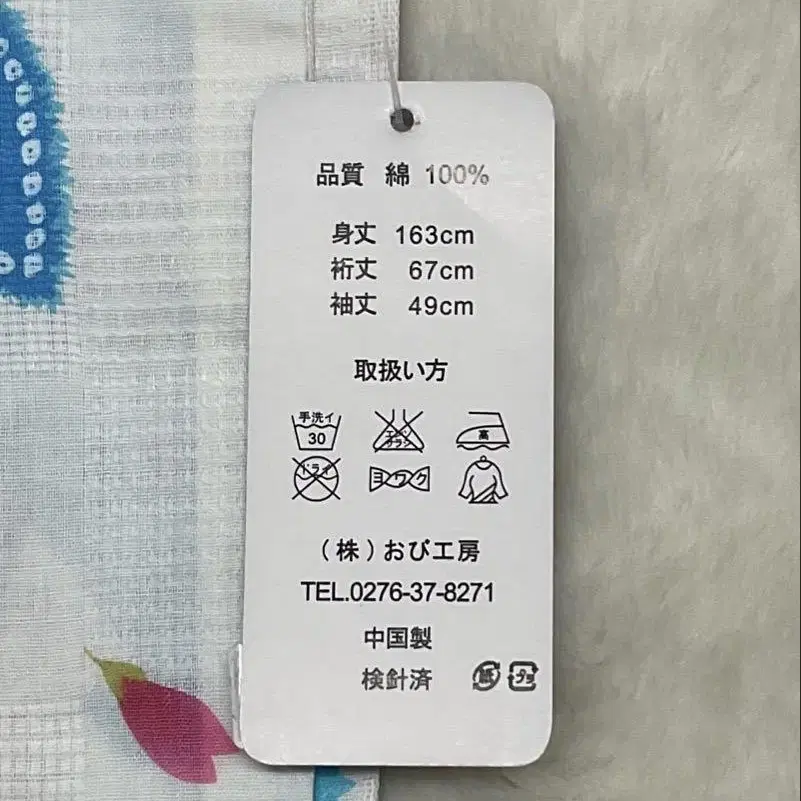 品質 綿 100%
身丈 163cm
裄丈 67cm
袖丈 49cm
取扱い方
手洗イ
30
エンソ
サラシ
高
ドライ
ヨワク
(株)おび工房
TEL.0276-37-8271
中国製
検針済
紙 プラ